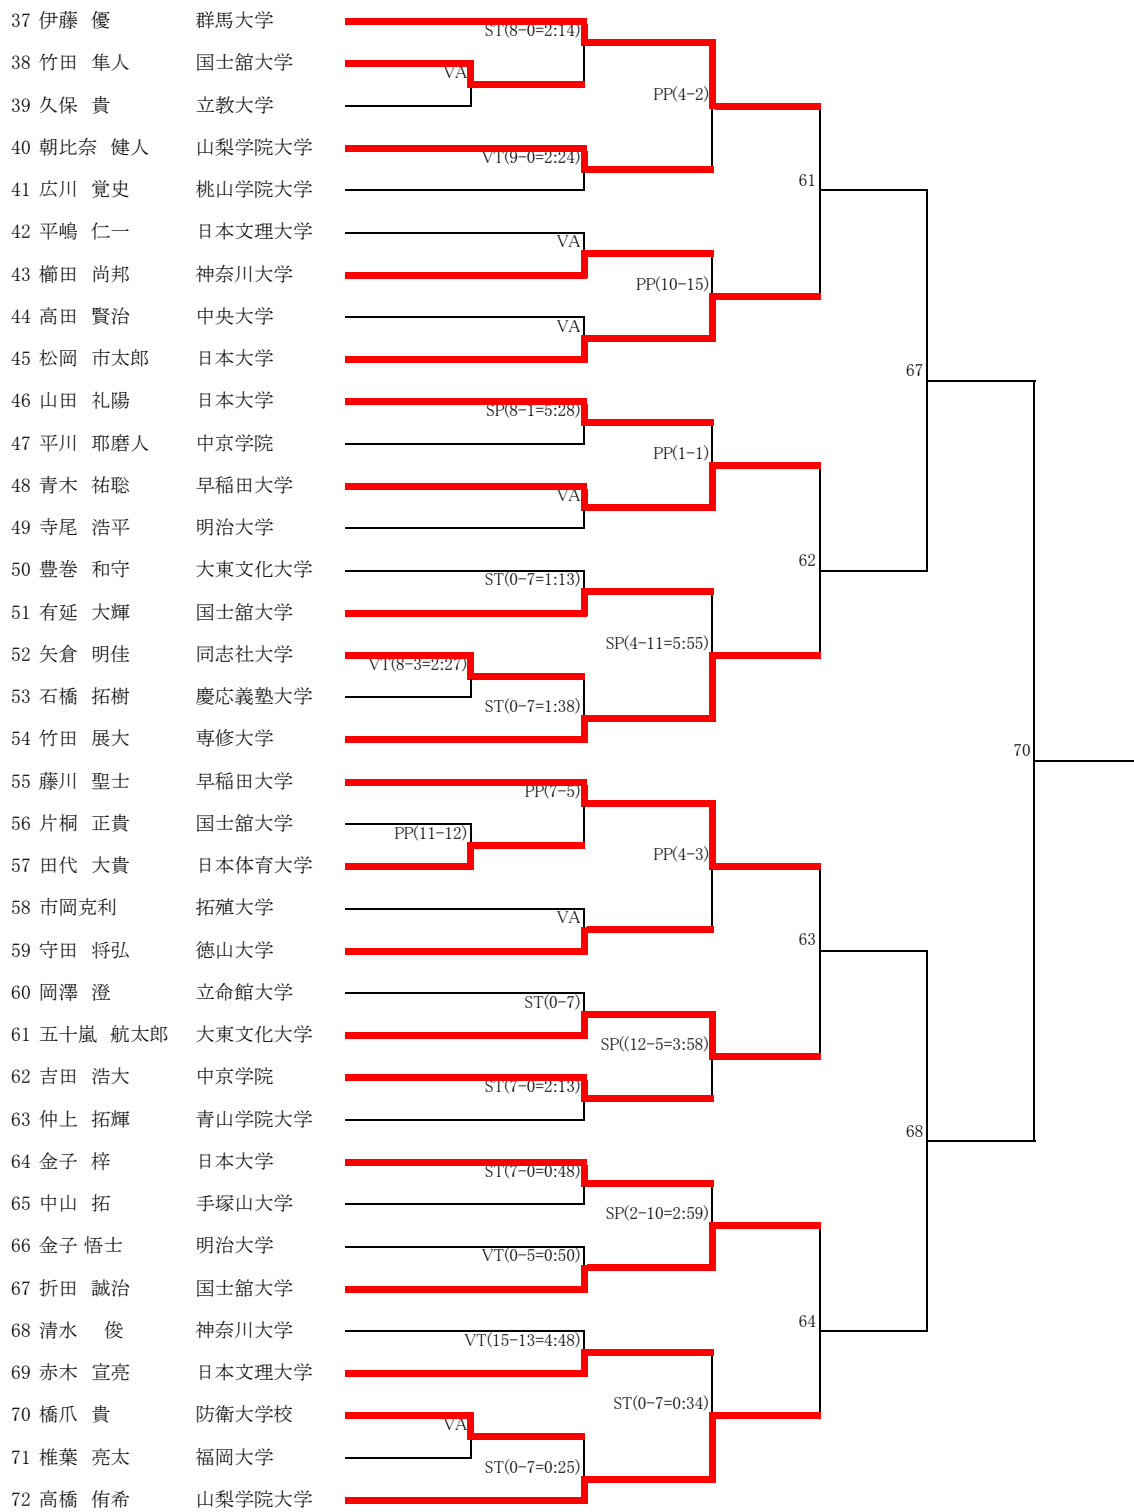 37 伊藤 優 群馬大学
ST(8-0=2:14)
38 竹田 隼人 国士舘大学
VA
PP(4-2)
39 久保 貴 立教大学
40 朝比奈 健人 山梨学院大学
VT(9-0=2:24)
61
41 広川 覚史 桃山学院大学
42 平嶋 仁一 日本文理大学
VA
43 櫛田 尚邦 神奈川大学
PP(10-15)
44 高田 賢治 中央大学
VA
45 松岡 市太郎 日本大学
67
46 山田 礼陽 日本大学
SP(8-1=5:28)
47 平川 耶磨人 中京学院
PP(1-1)
48 青木 祐聡 早稲田大学
VA
49 寺尾 浩平 明治大学
62
50 豊巻 和守 大東文化大学
ST(0-7=1:13)
51 有延 大輝 国士舘大学
SP(4-11=5:55)
52 矢倉 明佳 同志社大学
VT(8-3=2:27)
53 石橋 拓樹 慶応義塾大学
ST(0-7=1:38)
54 竹田 展大 専修大学
70
55 藤川 聖士 早稲田大学
PP(7-5)
56 片桐 正貴 国士舘大学
PP(11-12)
PP(4-3)
57 田代 大貴 日本体育大学
58 市岡克利 拓殖大学
VA
63
59 守田 将弘 徳山大学
60 岡澤 澄 立命館大学
ST(0-7)
61 五十嵐 航太郎 大東文化大学
SP((12-5=3:58)
62 吉田 浩大 中京学院
ST(7-0=2:13)
63 仲上 拓輝 青山学院大学
68
64 金子 梓 日本大学
ST(7-0=0:48)
65 中山 拓 手塚山大学
SP(2-10=2:59)
66 金子 悟士 明治大学
VT(0-5=0:50)
67 折田 誠治 国士舘大学
64
68 清水 俊 神奈川大学
VT(15-13=4:48)
69 赤木 宣亮 日本文理大学
ST(0-7=0:34)
70 橋爪 貴 防衛大学校
VA
71 椎葉 亮太 福岡大学
ST(0-7=0:25)
72 高橋 侑希 山梨学院大学